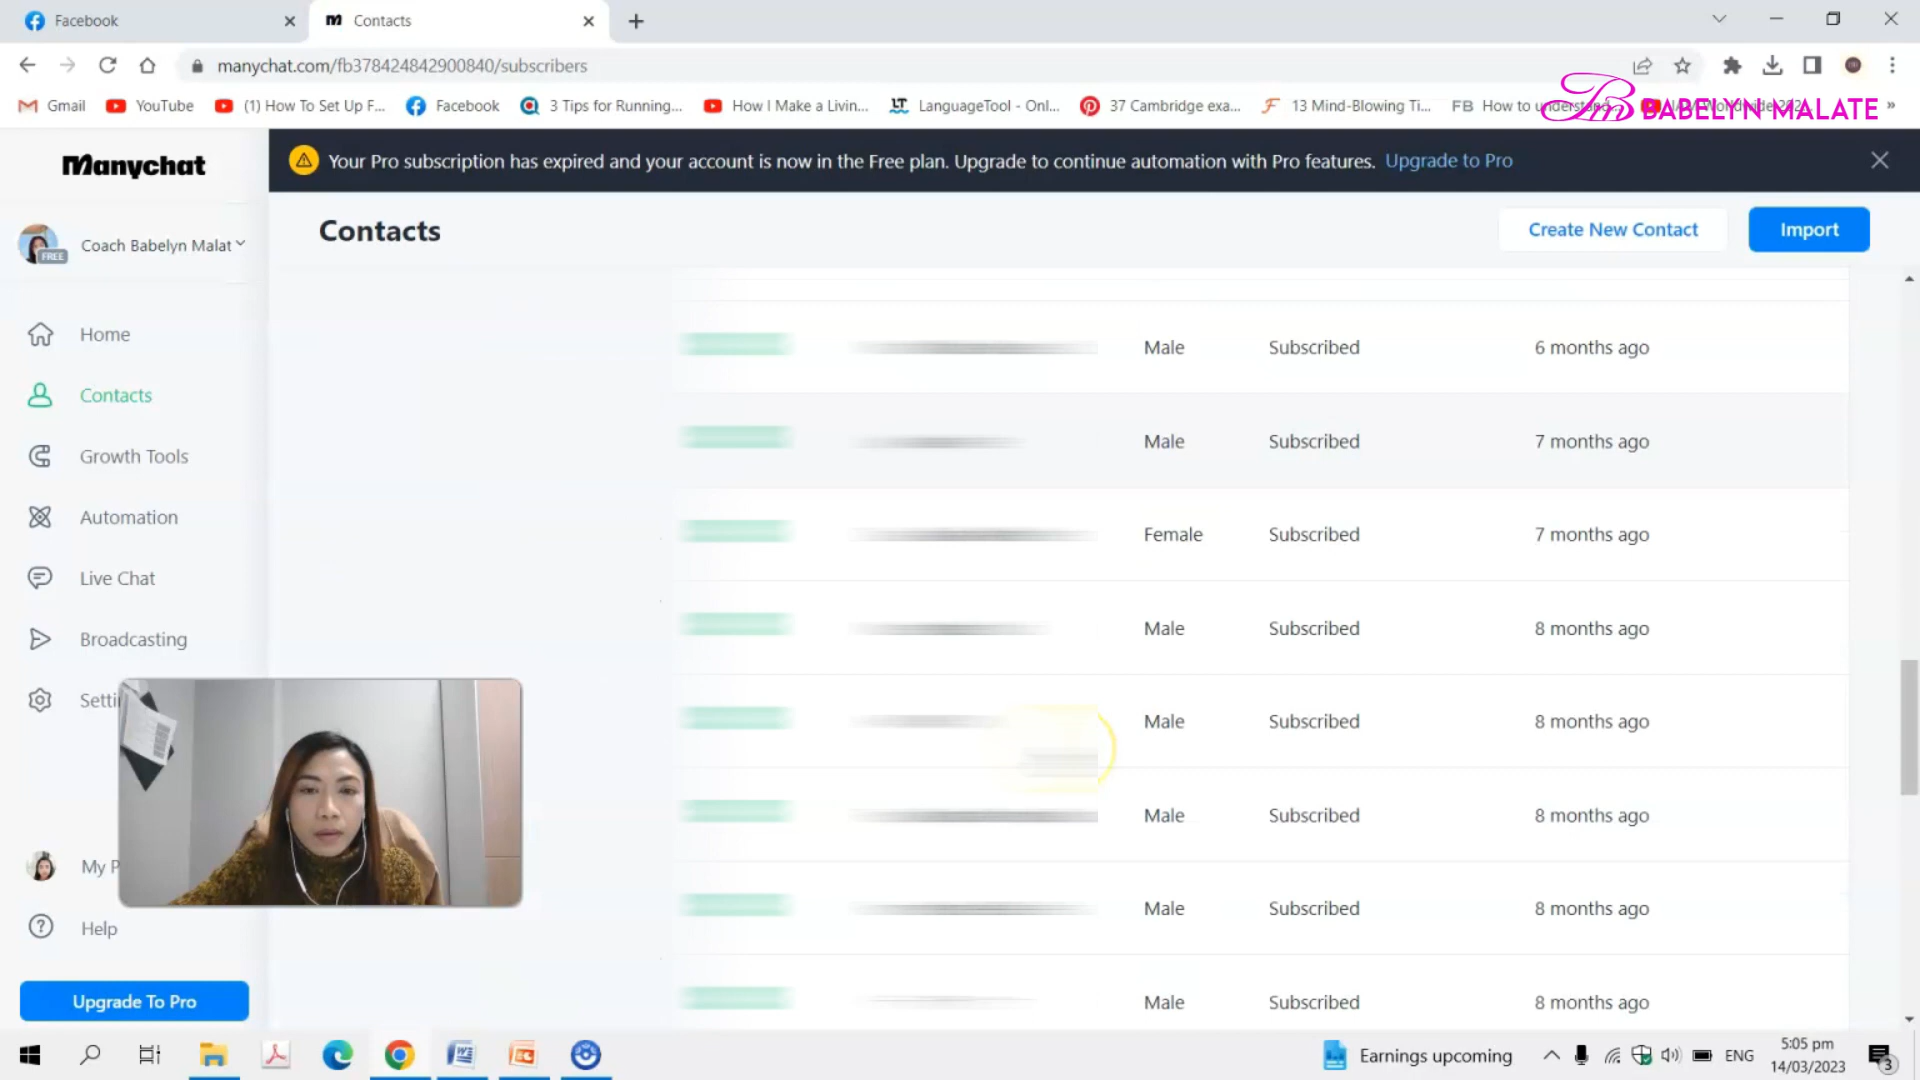 Facebook
Contacts
manychat.com/fb378424842900840/subscribers
Gmail
YouTube
(1) How To Set Up F...
Facebook
3 Tips for Running...
How I Make a Livin...
LanguageTool - Onl...
37 Cambridge exa...
13 Mind-Blowing Ti...
FB How to understand...
BABELYN MALATE
Manychat
Your Pro subscription has expired and your account is now in the Free plan. Upgrade to continue automation with Pro features. Upgrade to Pro
Coach Babelyn Malat
FREE
Contacts
Create New Contact
Import
Home
Contacts
Growth Tools
Automation
Live Chat
Broadcasting
Setti
My P
Help
Upgrade To Pro
Male Subscribed 6 months ago
Male Subscribed 7 months ago
Female Subscribed 7 months ago
Male Subscribed 8 months ago
Male Subscribed 8 months ago
Male Subscribed 8 months ago
Male Subscribed 8 months ago
Male Subscribed 8 months ago
Earnings upcoming
ENG
5:05 pm
14/03/2023
3